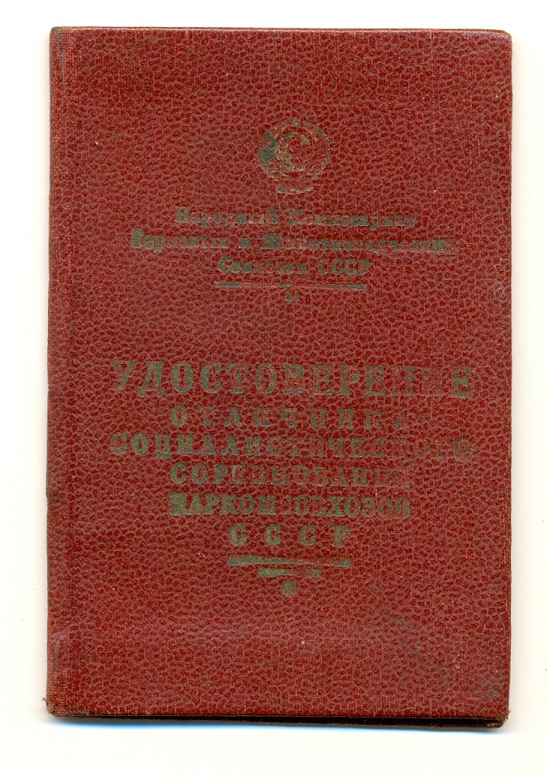 Народный Комиссариат
Зерновых и Животноводческих
Совхозов СССР
УДОСТОВЕРЕНИЕ
ОТЛИЧНИКА
СОЦИАЛИСТИЧЕСКОГО
СОРЕВНОВАНИЯ
НАРКОМСОВХОЗОВ
СССР